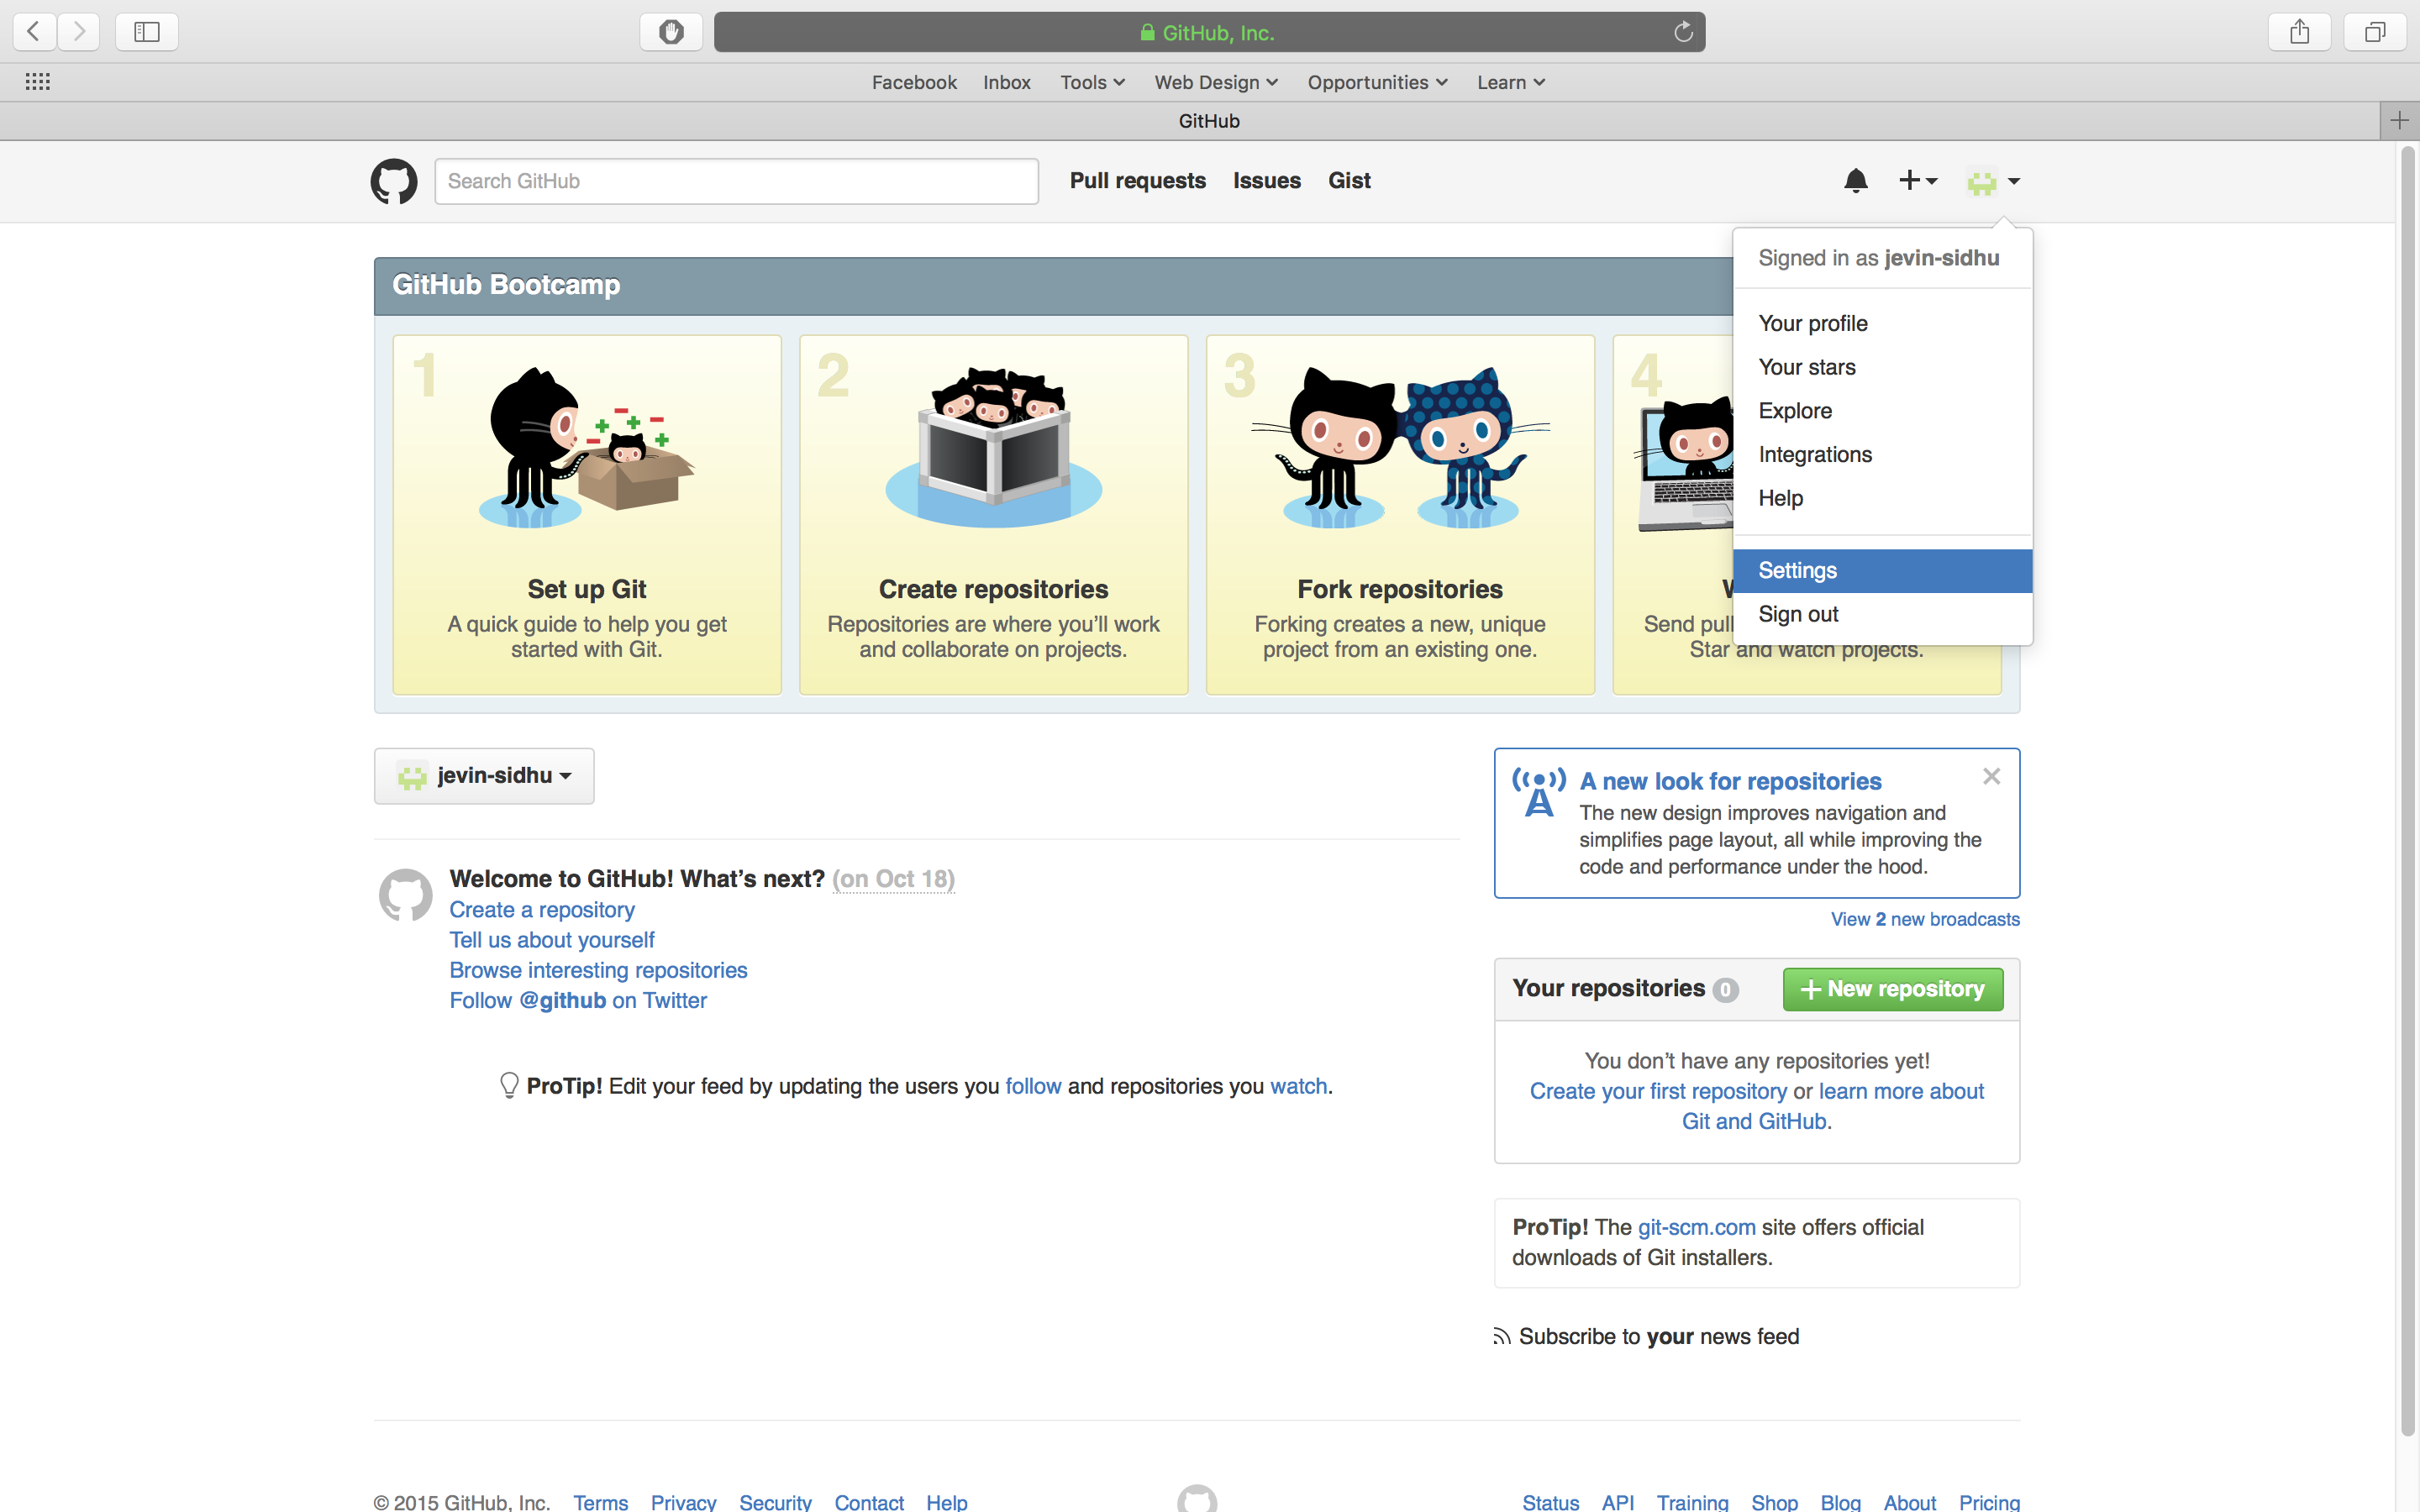 GitHub, Inc.
Facebook Inbox Tools Web Design Opportunities Learn
GitHub
Search GitHub
Pull requests Issues Gist
Signed in as jevin-sidhu
Your profile
Your stars
Explore
Integrations
Help
Settings
Sign out
GitHub Bootcamp
1
Set up Git
A quick guide to help you get
started with Git.
2
Create repositories
Repositories are where you’ll work
and collaborate on projects.
3
Fork repositories
Forking creates a new, unique
project from an existing one.
4
Send pull
Star and watch projects.
jevin-sidhu
Welcome to GitHub! What’s next? (on Oct 18)
Create a repository
Tell us about yourself
Browse interesting repositories
Follow @github on Twitter
ProTip! Edit your feed by updating the users you follow and repositories you watch.
A new look for repositories
The new design improves navigation and
simplifies page layout, all while improving the
code and performance under the hood.
View 2 new broadcasts
Your repositories 0
New repository
You don’t have any repositories yet!
Create your first repository or learn more about
Git and GitHub.
ProTip! The git-scm.com site offers official
downloads of Git installers.
Subscribe to your news feed
© 2015 GitHub, Inc. Terms Privacy Security Contact Help
Status API Training Shop Blog About Pricing